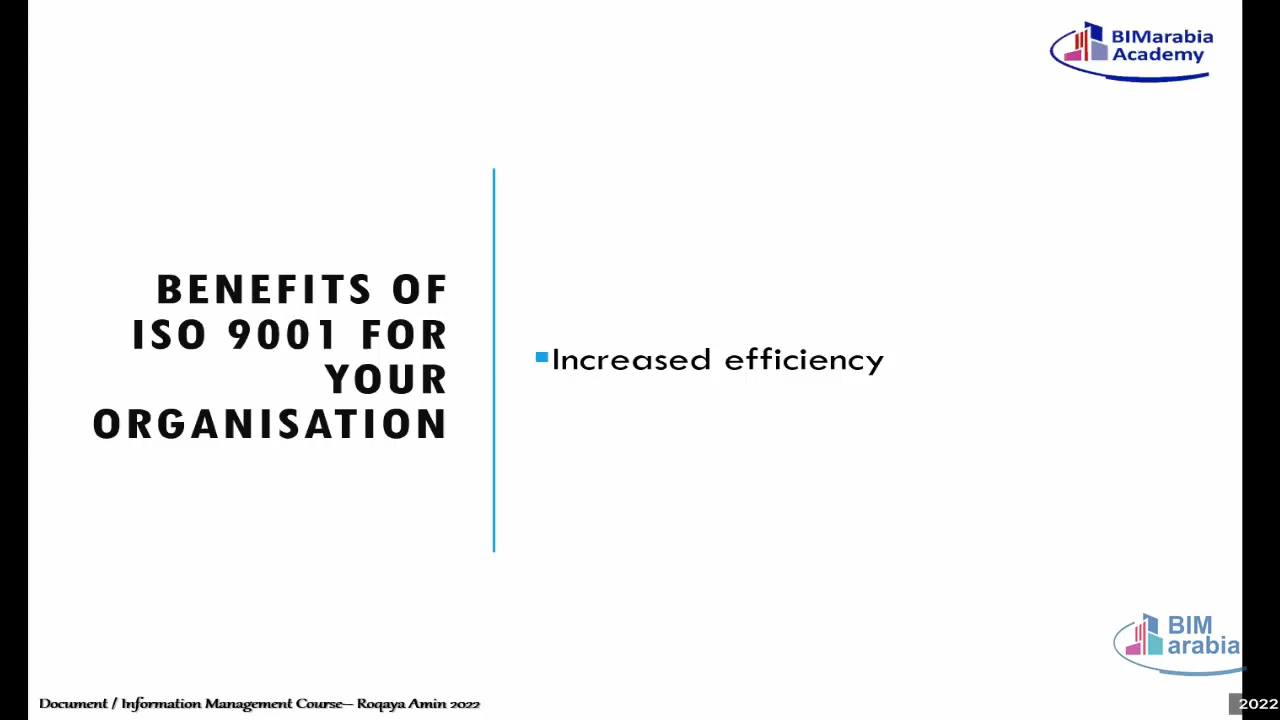 BIMarabia
Academy
BENEFITS OF
ISO 9001 FOR
YOUR
ORGANISATION
Increased efficiency
BIM
arabia
Document / Information Management Course– Roqaya Amin 2022
2022